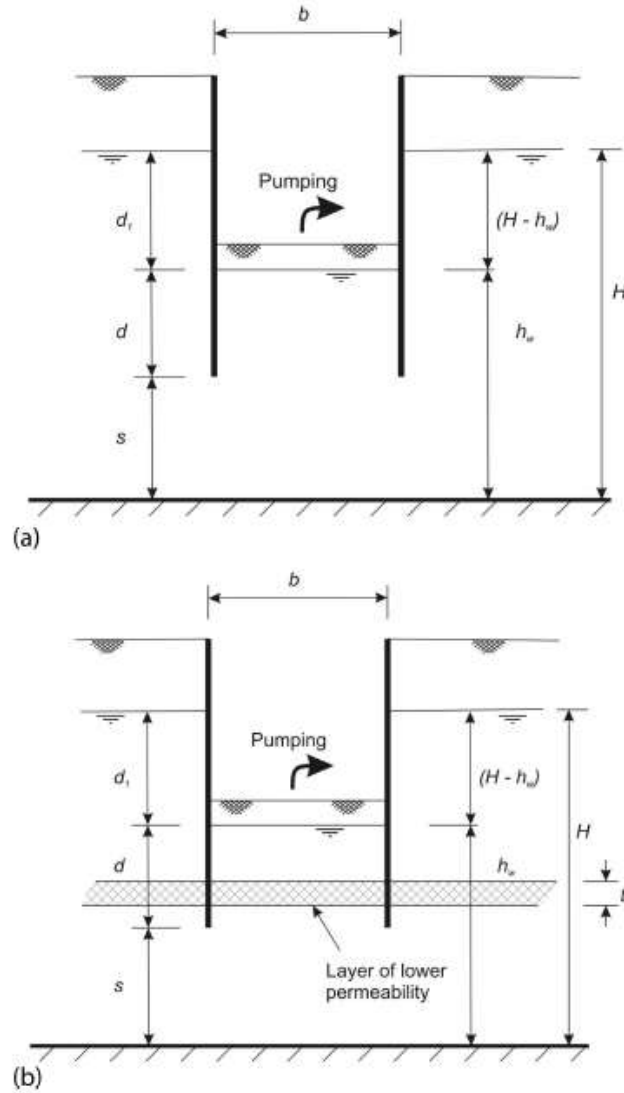 b
Pumping
d₁
(H - hw)
H
d
hw
s
(a)
b
Pumping
d₁
(H - hw)
H
d
hw
t
Layer of lower
permeability
s
(b)